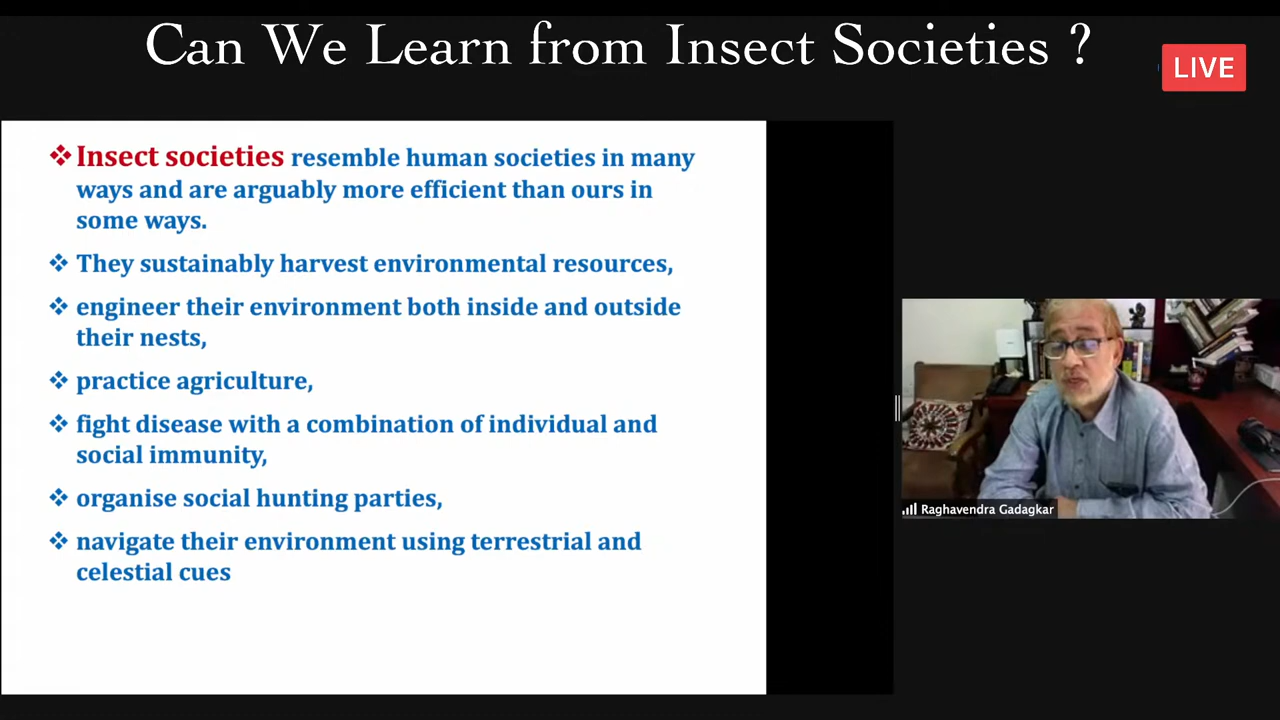 Can We Learn from Insect Societies ?
LIVE
Insect societies resemble human societies in many
ways and are arguably more efficient than ours in
some ways.
They sustainably harvest environmental resources,
engineer their environment both inside and outside
their nests,
practice agriculture,
fight disease with a combination of individual and
social immunity,
organise social hunting parties,
navigate their environment using terrestrial and
celestial cues
Raghavendra Gadagkar